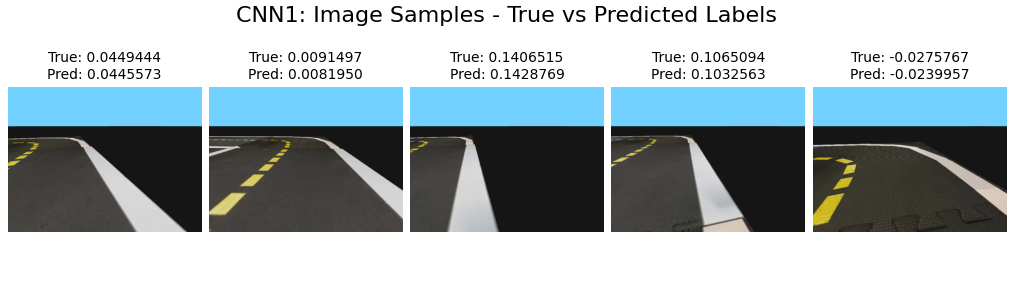 CNN1: Image Samples - True vs Predicted Labels
True: 0.0449444
Pred: 0.0445573
True: 0.0091497
Pred: 0.0081950
True: 0.1406515
Pred: 0.1428769
True: 0.1065094
Pred: 0.1032563
True: -0.0275767
Pred: -0.0239957